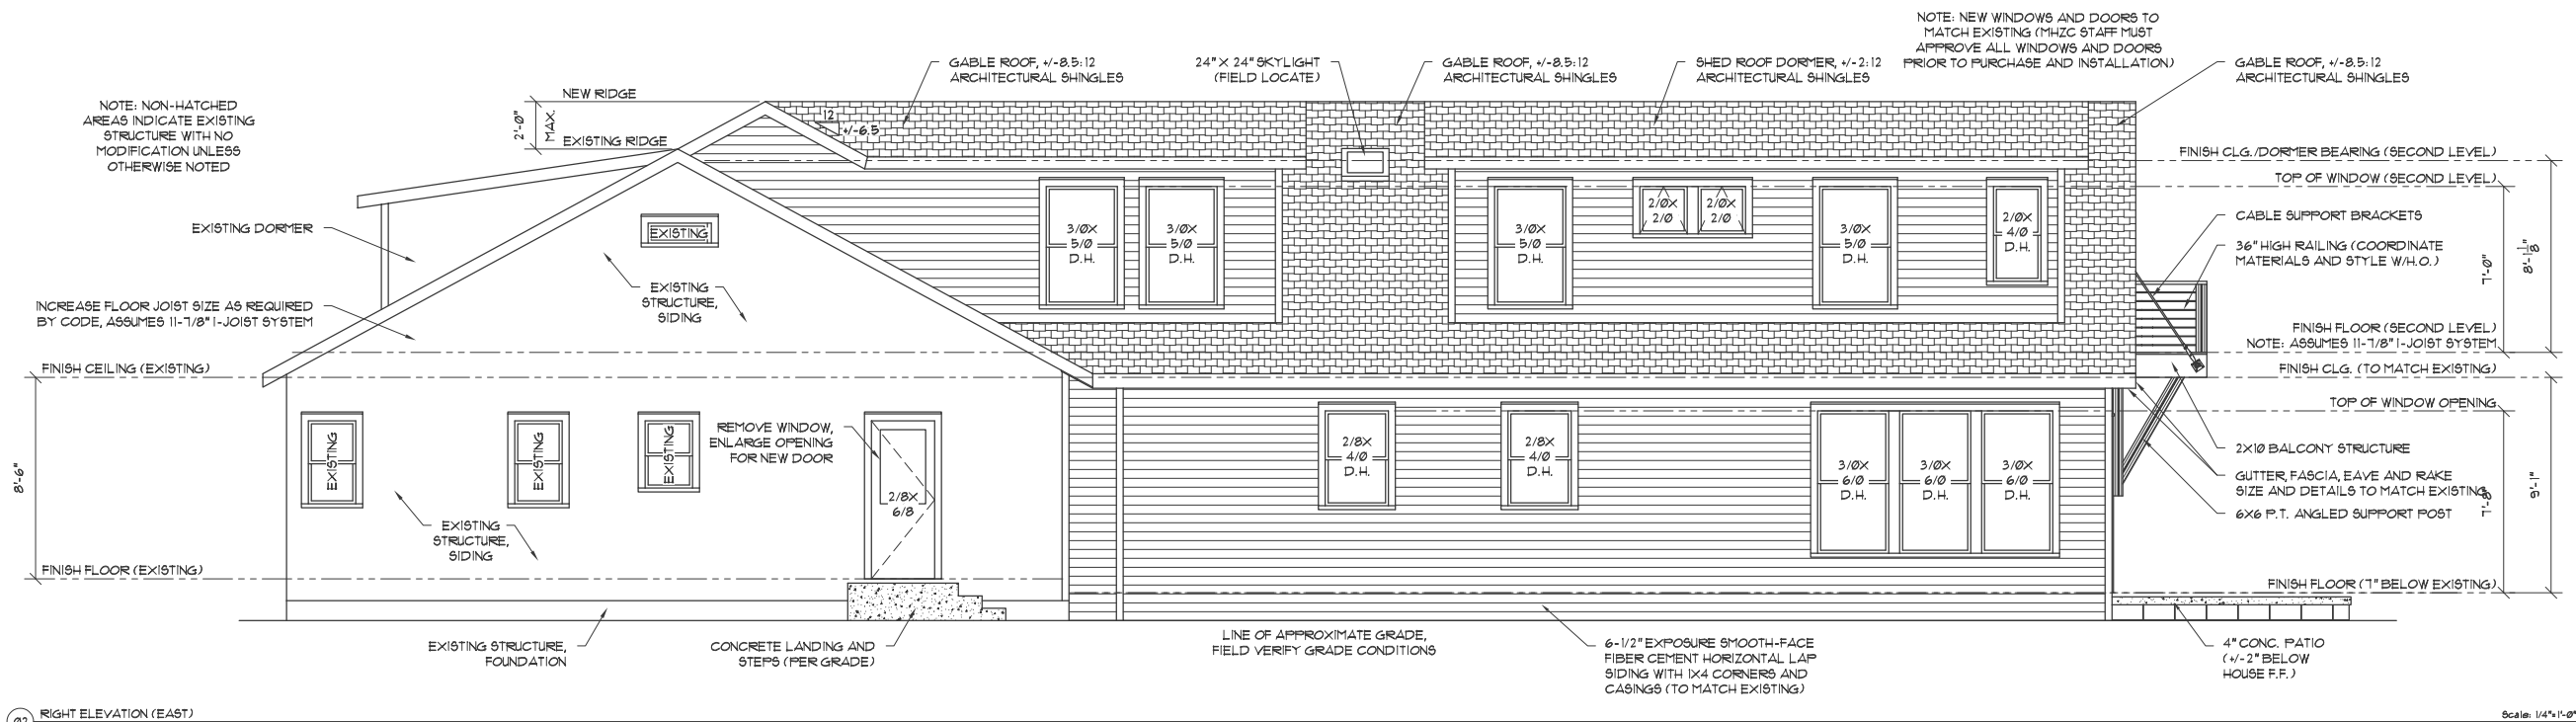 NOTE: NON-HATCHED
AREAS INDICATE EXISTING
STRUCTURE WITH NO
MODIFICATION UNLESS
OTHERWISE NOTED
2'-0"
MAX.
NEW RIDGE
EXISTING RIDGE
12
+/-6.5
GABLE ROOF, +/-8.5:12
ARCHITECTURAL SHINGLES
24" X 24" SKYLIGHT
(FIELD LOCATE)
GABLE ROOF, +/-8.5:12
ARCHITECTURAL SHINGLES
SHED ROOF DORMER, +/-2:12
ARCHITECTURAL SHINGLES
NOTE: NEW WINDOWS AND DOORS TO
MATCH EXISTING (MHZC STAFF MUST
APPROVE ALL WINDOWS AND DOORS
PRIOR TO PURCHASE AND INSTALLATION)
GABLE ROOF, +/-8.5:12
ARCHITECTURAL SHINGLES
EXISTING DORMER
INCREASE FLOOR JOIST SIZE AS REQUIRED
BY CODE, ASSUMES 11-7/8" I-JOIST SYSTEM
EXISTING
EXISTING
STRUCTURE,
SIDING
3/0X
5/0
D.H.
3/0X
5/0
D.H.
3/0X
5/0
D.H.
2/0X
2/0
2/0X
2/0
3/0X
5/0
D.H.
2/0X
4/0
D.H.
FINISH CLG./DORMER BEARING (SECOND LEVEL)
TOP OF WINDOW (SECOND LEVEL)
CABLE SUPPORT BRACKETS
36" HIGH RAILING (COORDINATE
MATERIALS AND STYLE W/H.O.)
7'-0"
8'-1 1/8"
FINISH FLOOR (SECOND LEVEL)
NOTE: ASSUMES 11-7/8" I-JOIST SYSTEM
FINISH CLG. (TO MATCH EXISTING)
TOP OF WINDOW OPENING
2X10 BALCONY STRUCTURE
GUTTER, FASCIA, EAVE AND RAKE
SIZE AND DETAILS TO MATCH EXISTING
6X6 P.T. ANGLED SUPPORT POST
7'-8"
9'-1"
FINISH FLOOR (7" BELOW EXISTING)
FINISH CEILING (EXISTING)
8'-6"
EXISTING
EXISTING
EXISTING
REMOVE WINDOW,
ENLARGE OPENING
FOR NEW DOOR
2/8X
6/8
EXISTING
STRUCTURE,
SIDING
FINISH FLOOR (EXISTING)
2/8X
4/0
D.H.
2/8X
4/0
D.H.
3/0X
6/0
D.H.
3/0X
6/0
D.H.
3/0X
6/0
D.H.
EXISTING STRUCTURE,
FOUNDATION
CONCRETE LANDING AND
STEPS (PER GRADE)
LINE OF APPROXIMATE GRADE,
FIELD VERIFY GRADE CONDITIONS
6-1/2" EXPOSURE SMOOTH-FACE
FIBER CEMENT HORIZONTAL LAP
SIDING WITH 1X4 CORNERS AND
CASINGS (TO MATCH EXISTING)
4" CONC. PATIO
(+/-2" BELOW
HOUSE F.F.)
RIGHT ELEVATION (EAST)
Scale: 1/4"=1'-0"